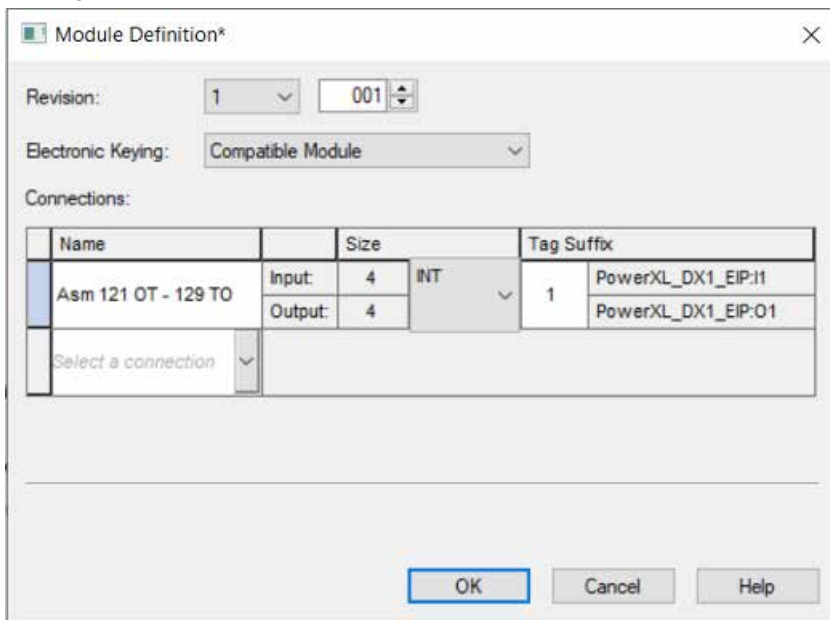 Module Definition*
Revision: 1 001
Electronic Keying: Compatible Module
Connections:
Name Size Tag Suffix
Asm 121 OT - 129 TO Input: 4 INT 1 PowerXL_DX1_EIP:I1
Output: 4 PowerXL_DX1_EIP:O1
Select a connection
OK Cancel Help